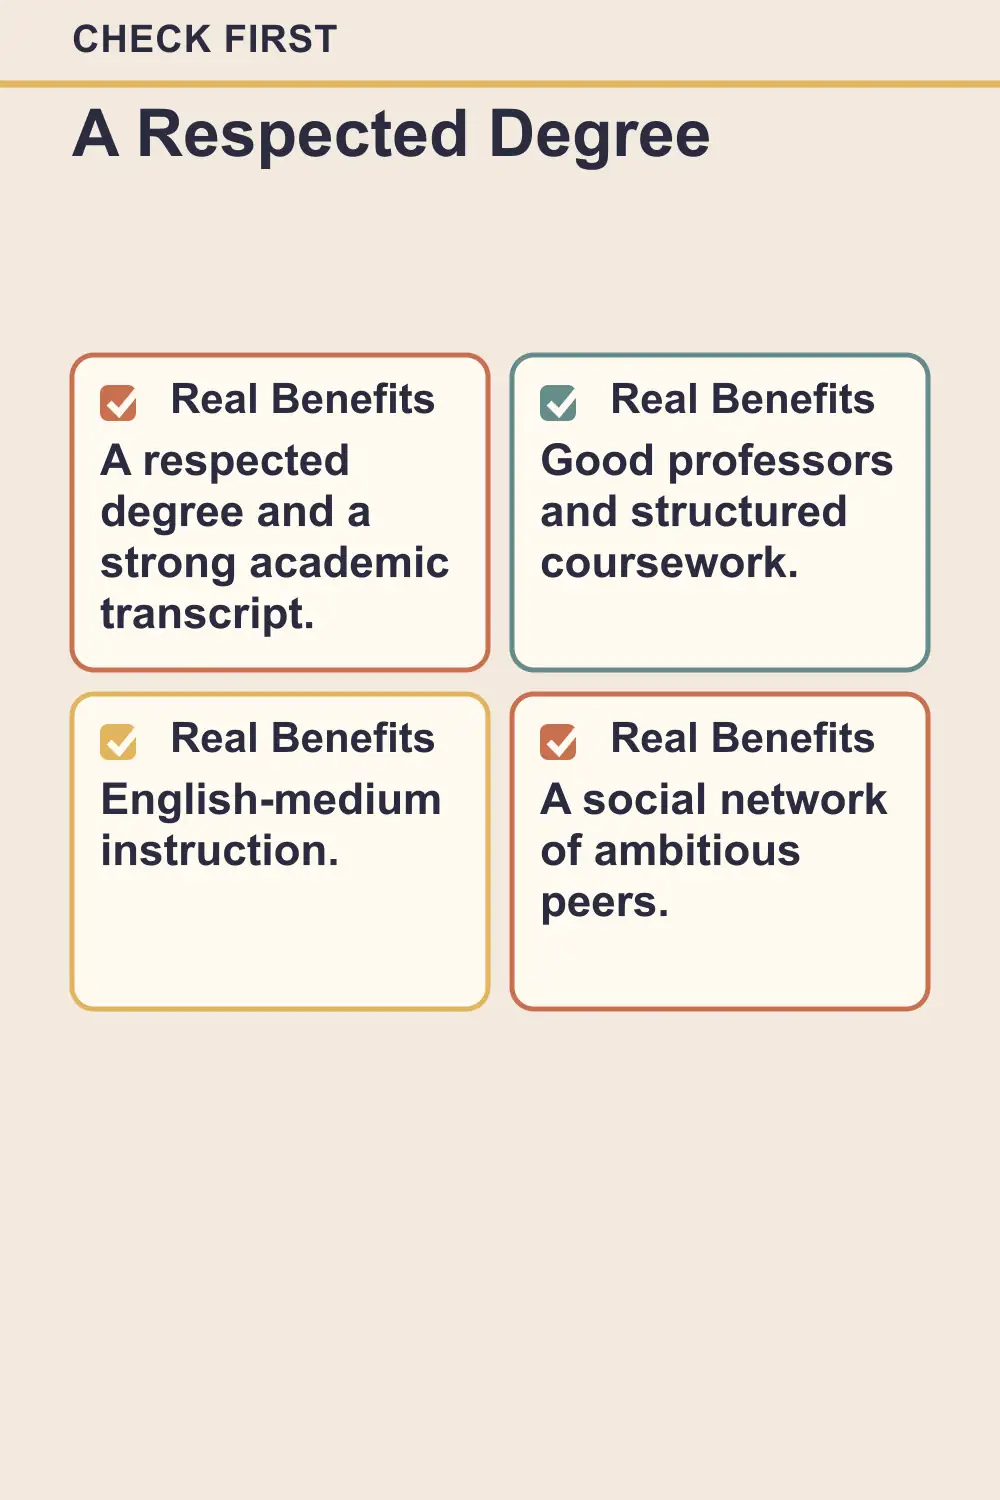 CHECK FIRST
A Respected Degree
Real Benefits
A respected
degree and a
strong academic
transcript.
Real Benefits
Good professors
and structured
coursework.
Real Benefits
English-medium
instruction.
Real Benefits
A social network
of ambitious
peers.